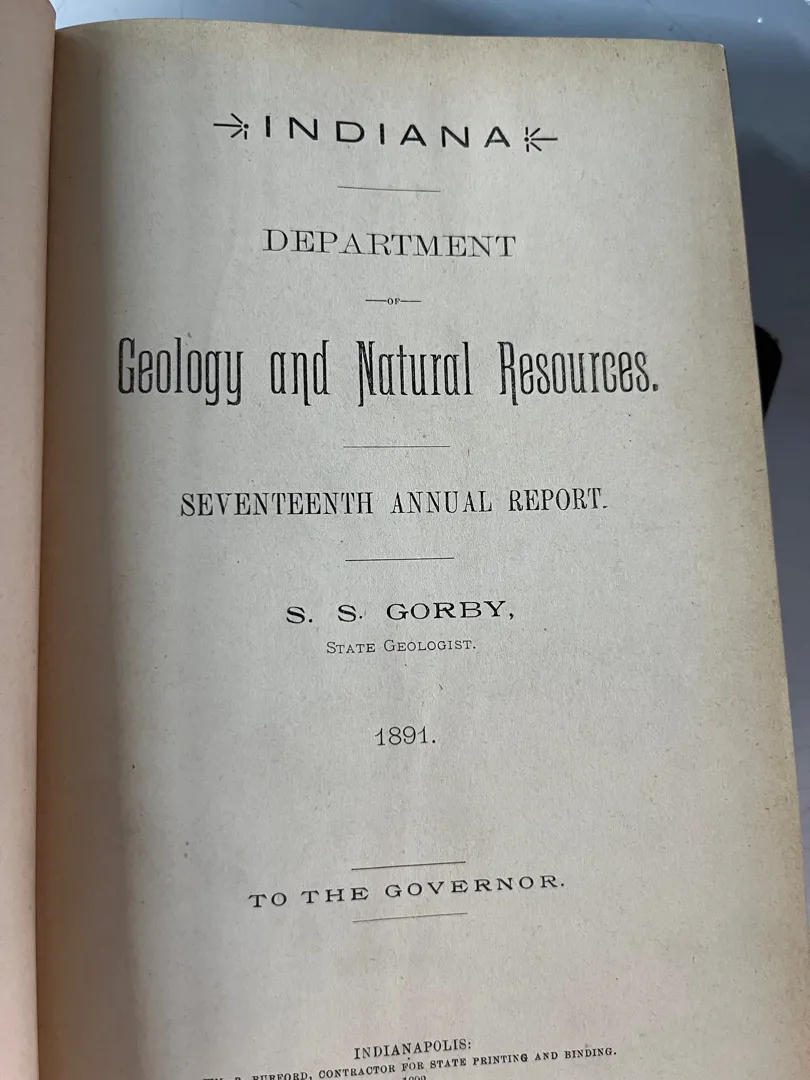 INDIANA
DEPARTMENT
OF
Geology and Natural Resources.
SEVENTEENTH ANNUAL REPORT.
S. S. GORBY,
STATE GEOLOGIST.
1891.
TO THE GOVERNOR.
INDIANAPOLIS:
BURFORD, CONTRACTOR FOR STATE PRINTING AND BINDING.